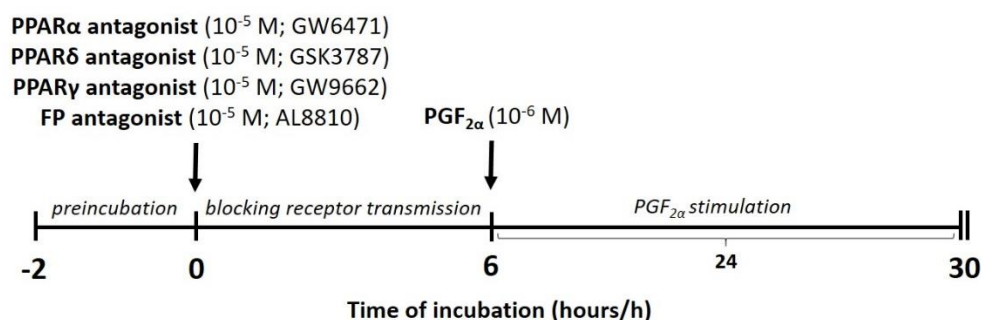 PPARα antagonist (10⁻⁵ M; GW6471)
PPARδ antagonist (10⁻⁵ M; GSK3787)
PPARγ antagonist (10⁻⁵ M; GW9662)
FP antagonist (10⁻⁵ M; AL8810)
PGF₂α (10⁻⁶ M)
preincubation
blocking receptor transmission
PGF₂α stimulation
-2
0
6
24
30
Time of incubation (hours/h)